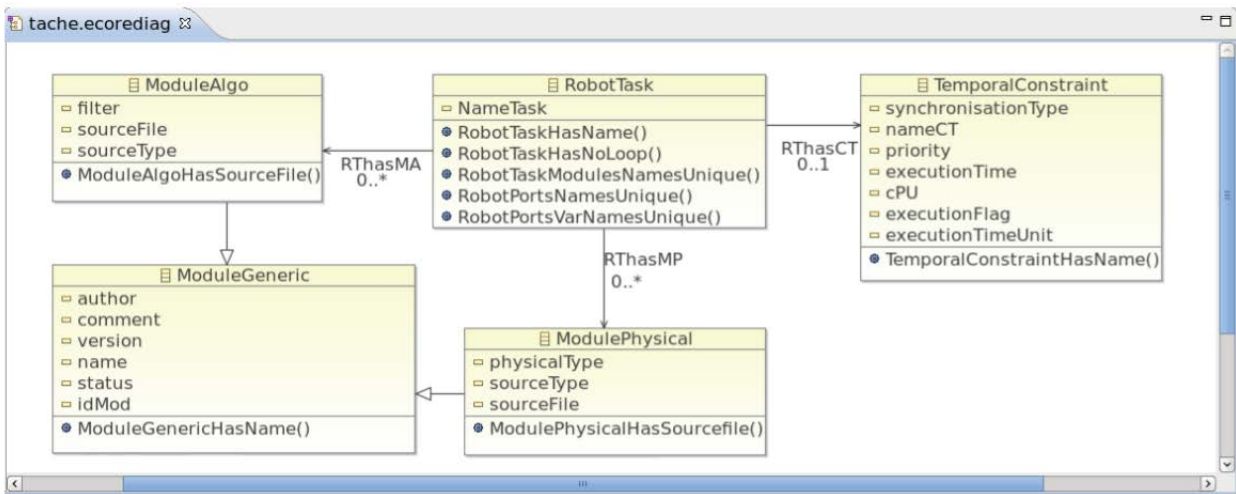 tache.ecorediag
ModuleAlgo
filter
sourceFile
sourceType
ModuleAlgoHasSourceFile()
RThasMA
0..*
RobotTask
NameTask
RobotTaskHasName()
RobotTaskHasNoLoop()
RobotTaskModulesNamesUnique()
RobotPortsNamesUnique()
RobotPortsVarNamesUnique()
RThasCT
0..1
TemporalConstraint
synchronisationType
nameCT
priority
executionTime
cPU
executionFlag
executionTimeUnit
TemporalConstraintHasName()
ModuleGeneric
author
comment
version
name
status
idMod
ModuleGenericHasName()
RThasMP
0..*
ModulePhysical
physicalType
sourceType
sourceFile
ModulePhysicalHasSourcefile()